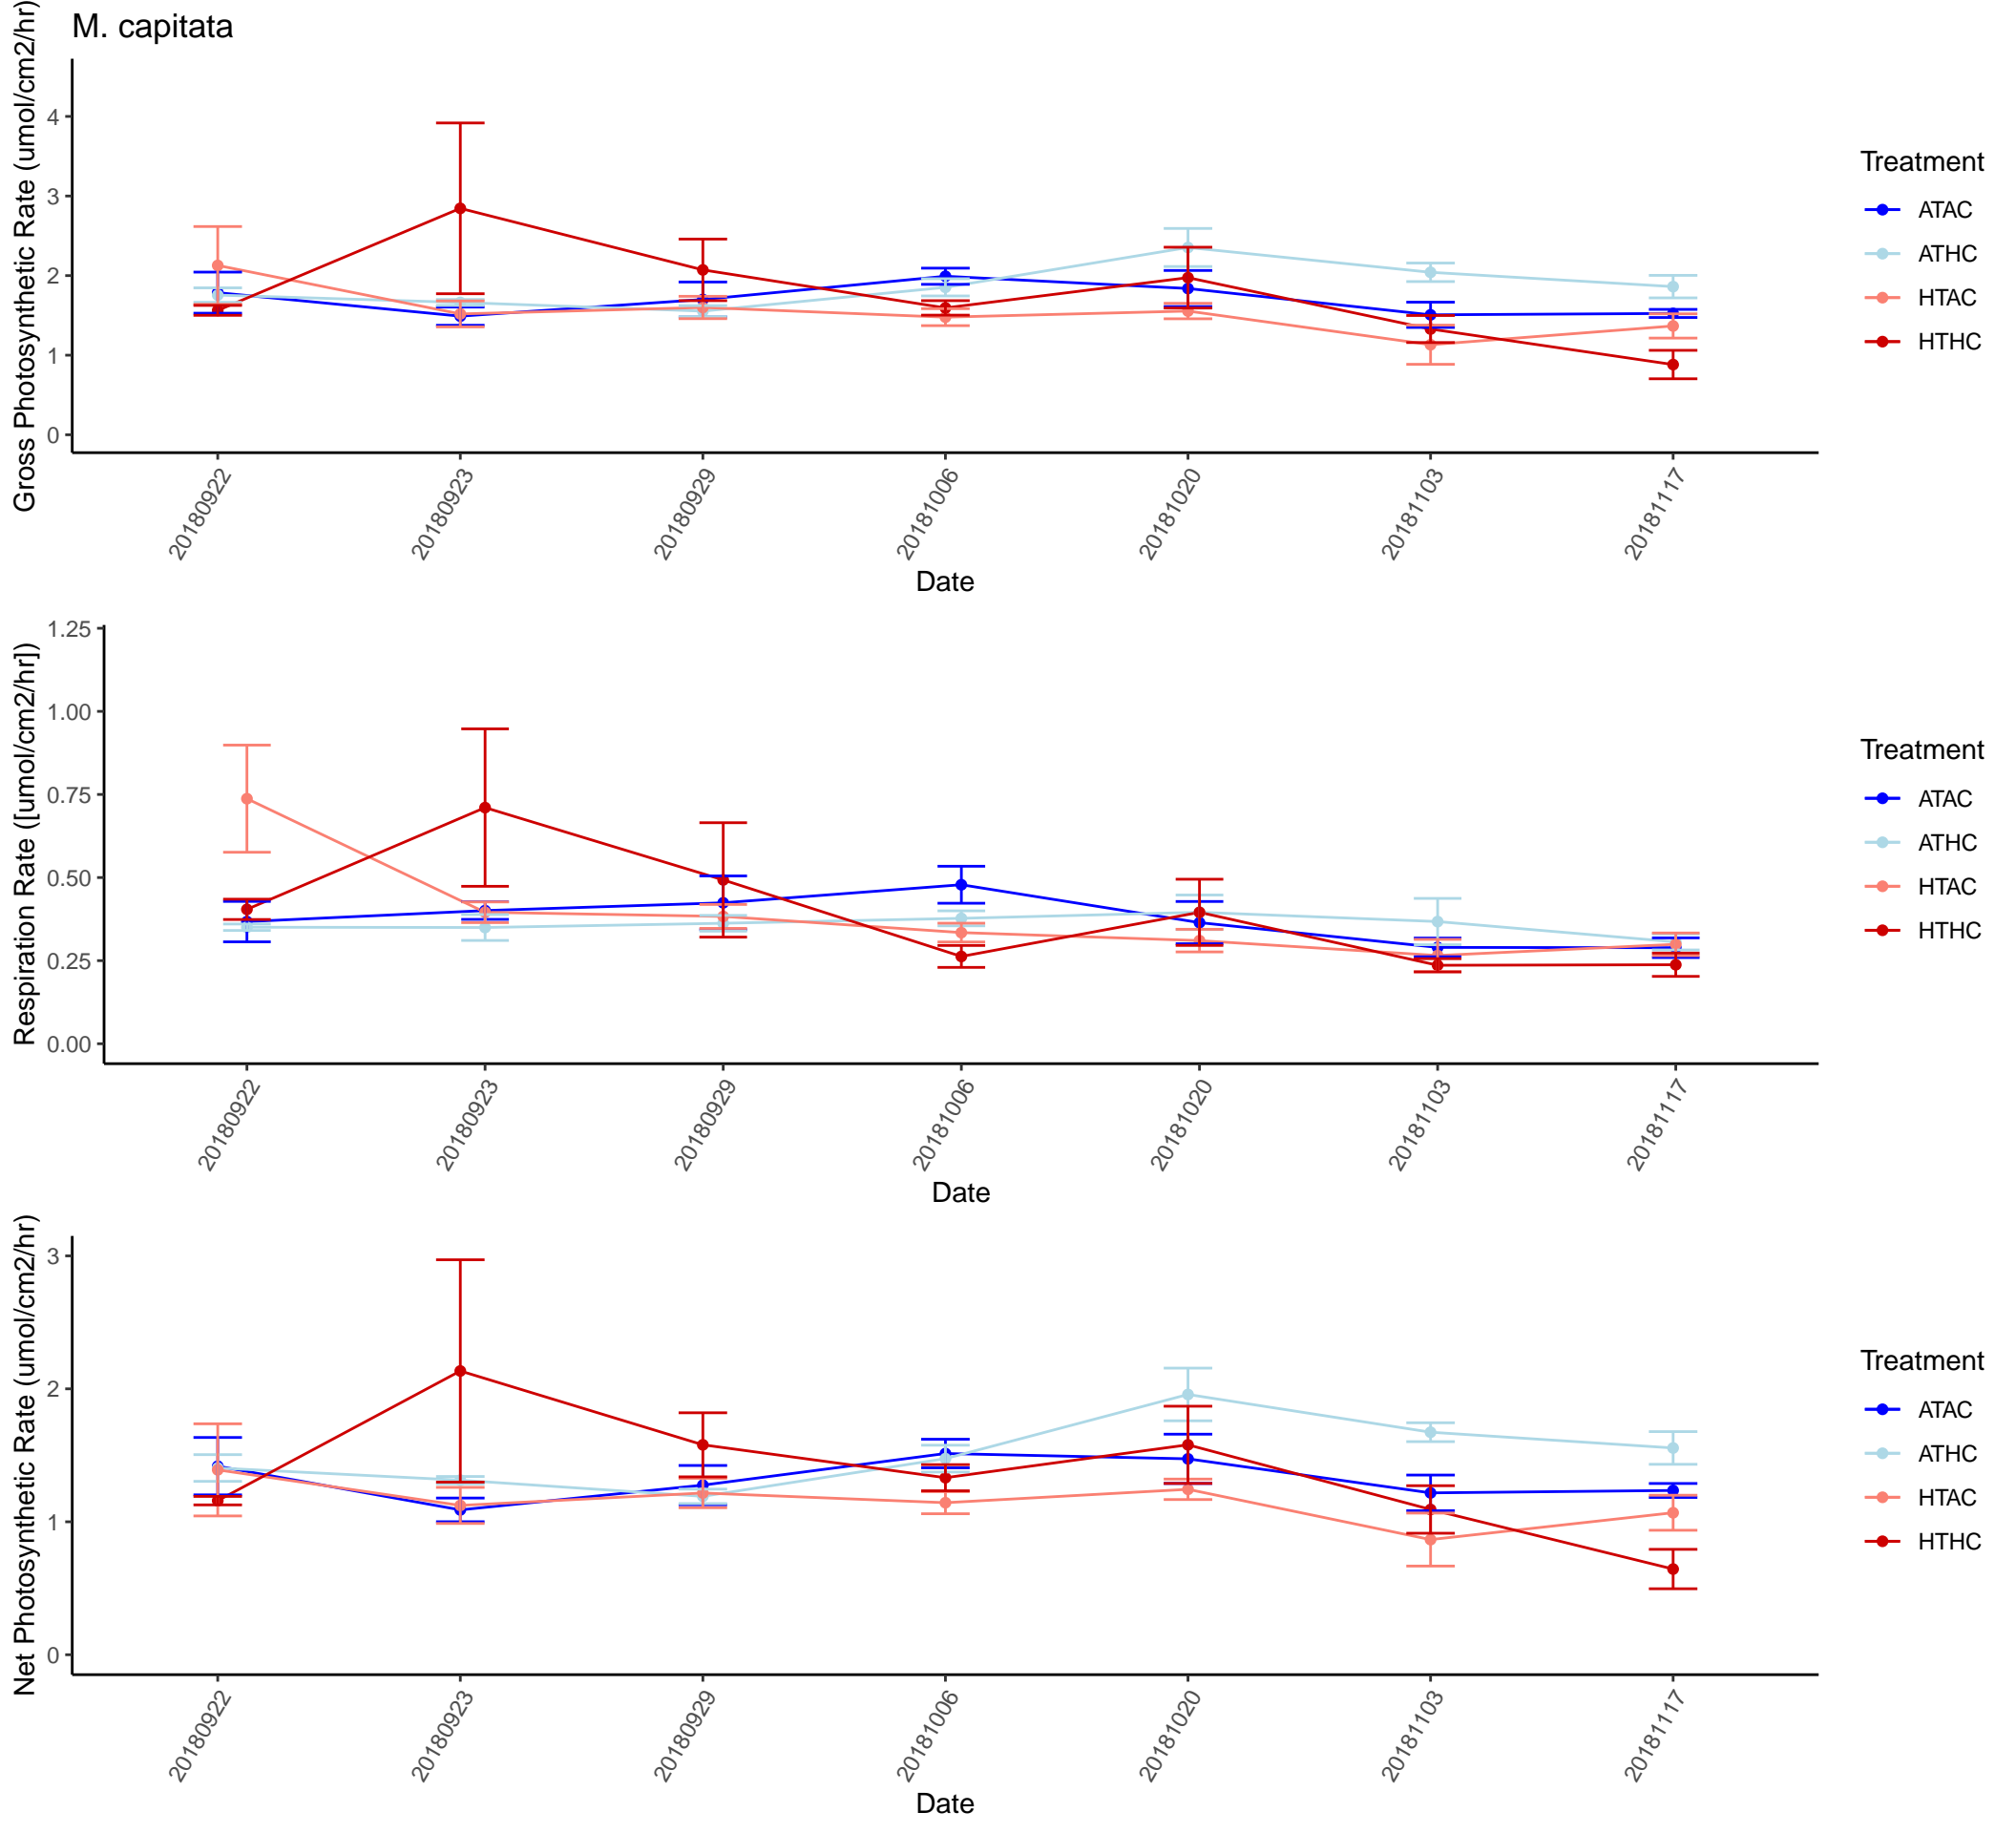 M. capitata
Gross Photosynthetic Rate (umol/cm2/hr)
4
3
2
1
0
20180922
20180923
20180929
20181006
20181020
20181103
20181117
Date
Treatment
ATAC
ATHC
HTAC
HTHC
Respiration Rate ([umol/cm2/hr])
1.25
1.00
0.75
0.50
0.25
0.00
20180922
20180923
20180929
20181006
20181020
20181103
20181117
Date
Treatment
ATAC
ATHC
HTAC
HTHC
Net Photosynthetic Rate (umol/cm2/hr)
3
2
1
0
20180922
20180923
20180929
20181006
20181020
20181103
20181117
Date
Treatment
ATAC
ATHC
HTAC
HTHC